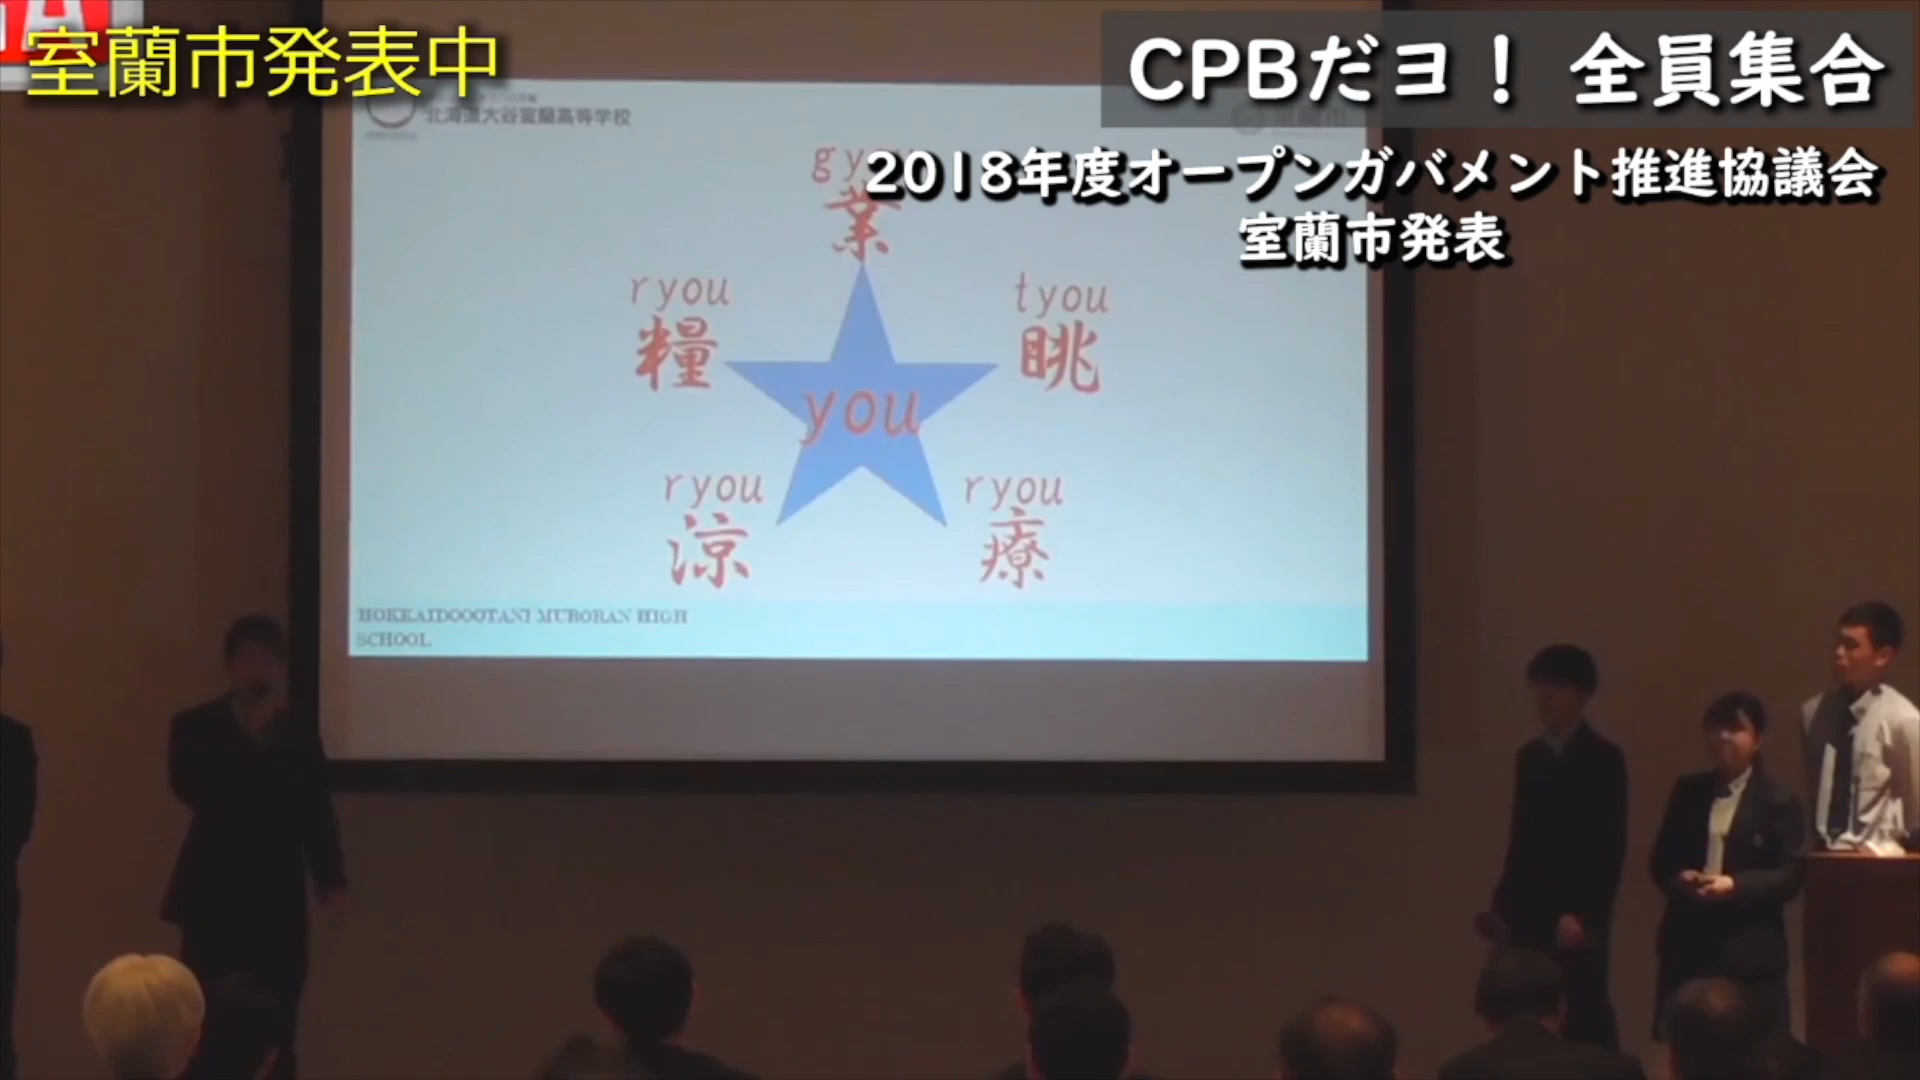 室蘭市発表中
CPBだヨ！ 全員集合
2018年度オープンガバメント推進協議会
室蘭市発表
北海道大谷室蘭高等学校
室蘭市
業
ryou
糧
tyou
眺
you
ryou
涼
ryou
療
HOKKAIDOOOTANI MURORAN HIGH
SCHOOL